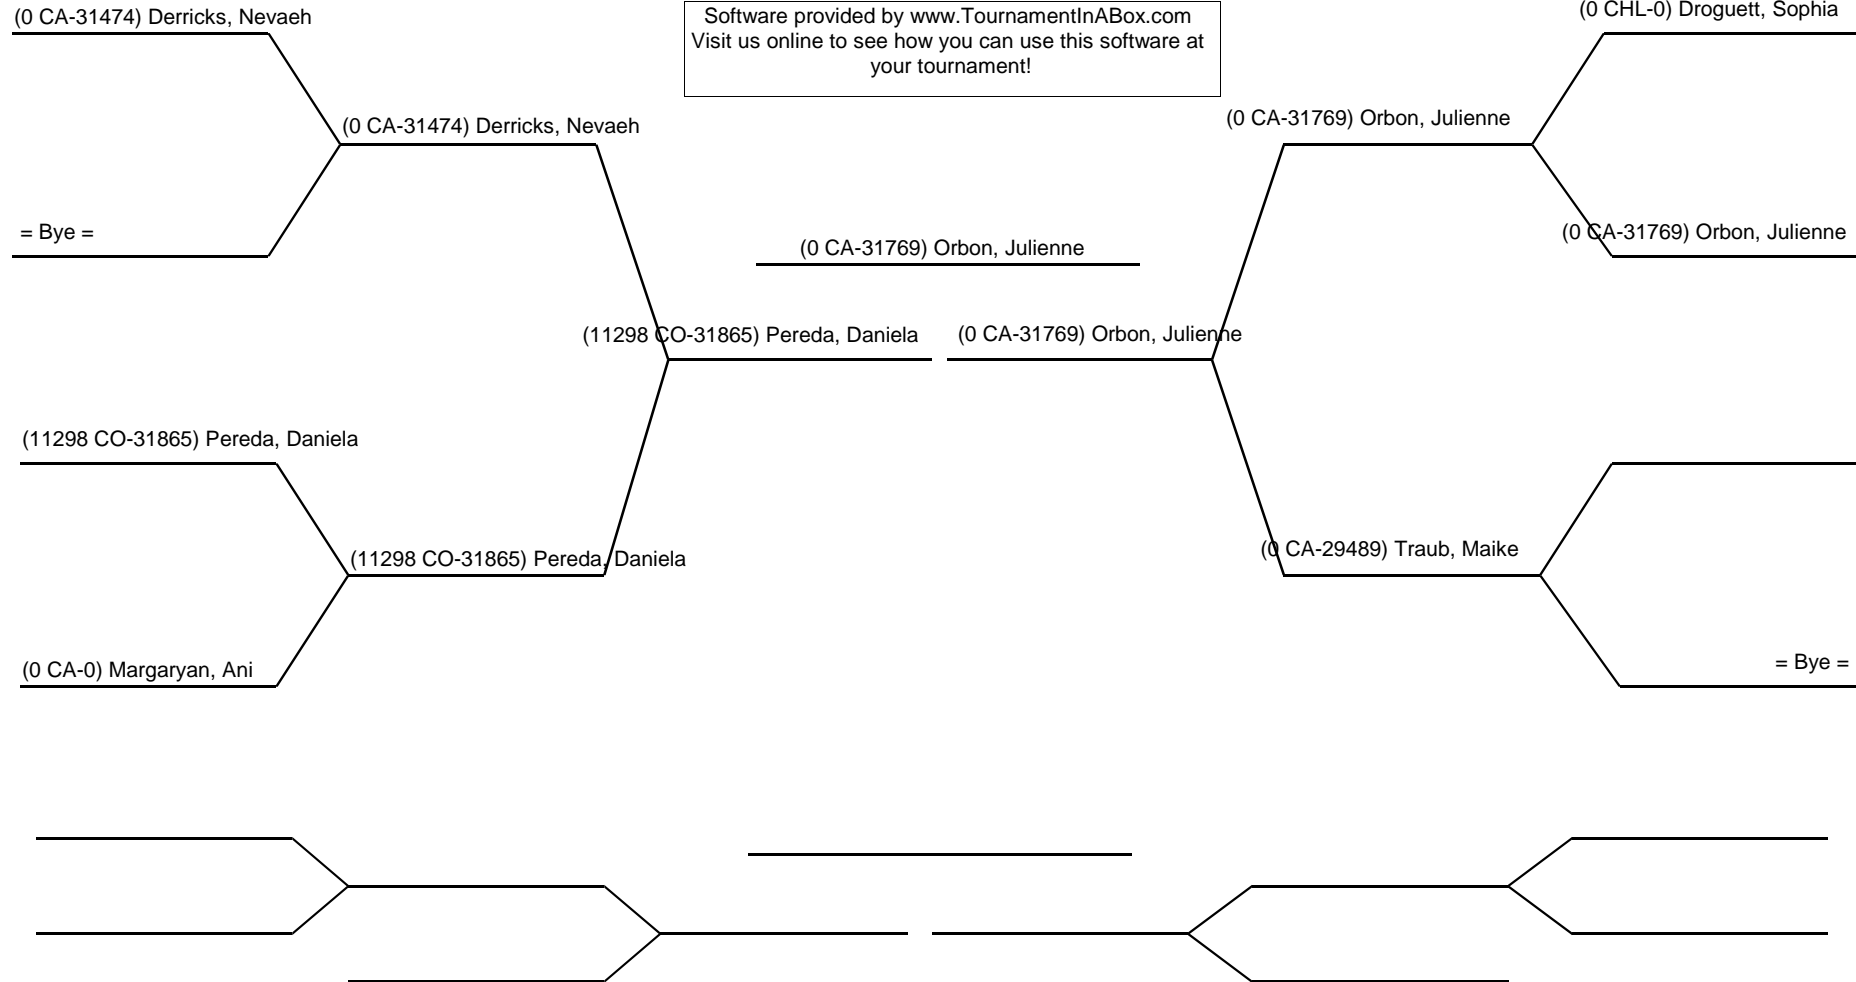 (0 CA-31474) Derricks, Nevaeh
Software provided by www.TournamentInABox.com
Visit us online to see how you can use this software at
your tournament!
(0 CHL-0) Droguett, Sophia
(0 CA-31474) Derricks, Nevaeh
(0 CA-31769) Orbon, Julienne
= Bye =
(0 CA-31769) Orbon, Julienne
(0 CA-31769) Orbon, Julienne
(11298 CO-31865) Pereda, Daniela
(0 CA-31769) Orbon, Julienne
(11298 CO-31865) Pereda, Daniela
(11298 CO-31865) Pereda, Daniela
(0 CA-29489) Traub, Maike
(0 CA-0) Margaryan, Ani
= Bye =